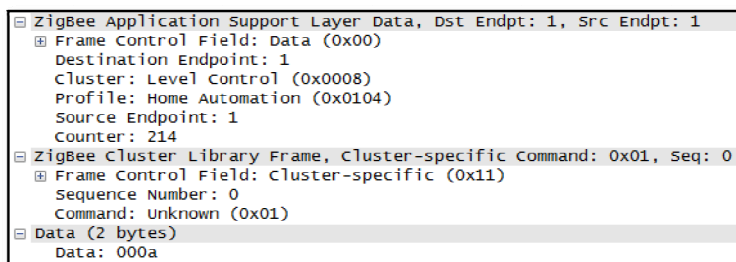 ZigBee Application Support Layer Data, Dst Endpt: 1, Src Endpt: 1
Frame Control Field: Data (0x00)
Destination Endpoint: 1
Cluster: Level Control (0x0008)
Profile: Home Automation (0x0104)
Source Endpoint: 1
Counter: 214
ZigBee Cluster Library Frame, Cluster-specific Command: 0x01, Seq: 0
Frame Control Field: Cluster-specific (0x11)
Sequence Number: 0
Command: Unknown (0x01)
Data (2 bytes)
Data: 000a